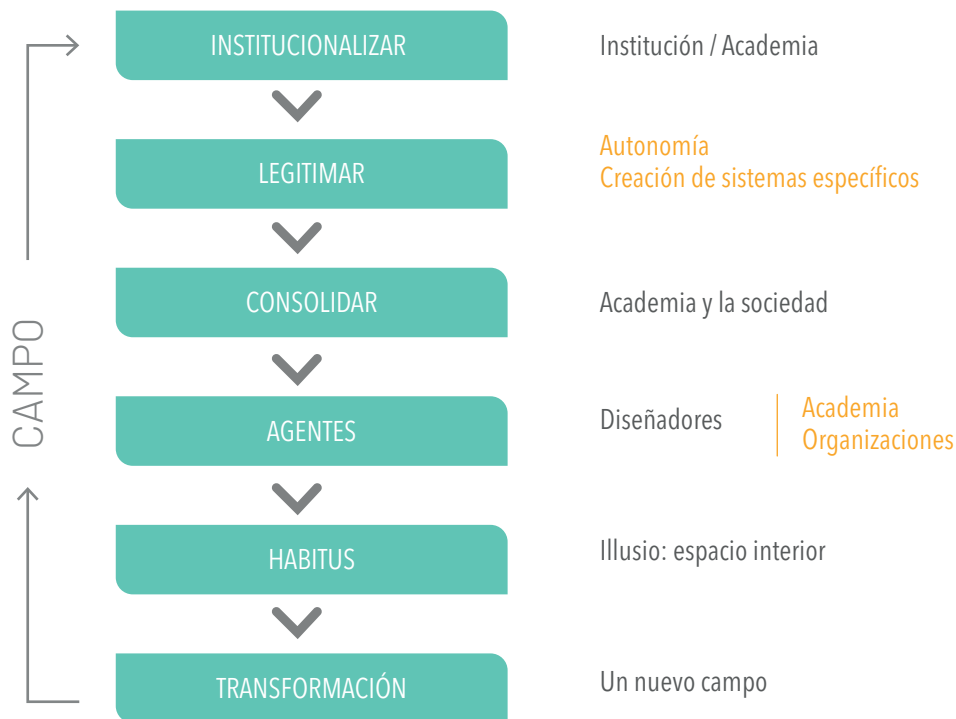 INSTITUCIONALIZAR
Institución / Academia
LEGITIMAR
Autonomía
Creación de sistemas específicos
CONSOLIDAR
Academia y la sociedad
CAMPO
AGENTES
Diseñadores
Academia
Organizaciones
HABITUS
Illusio: espacio interior
TRANSFORMACIÓN
Un nuevo campo